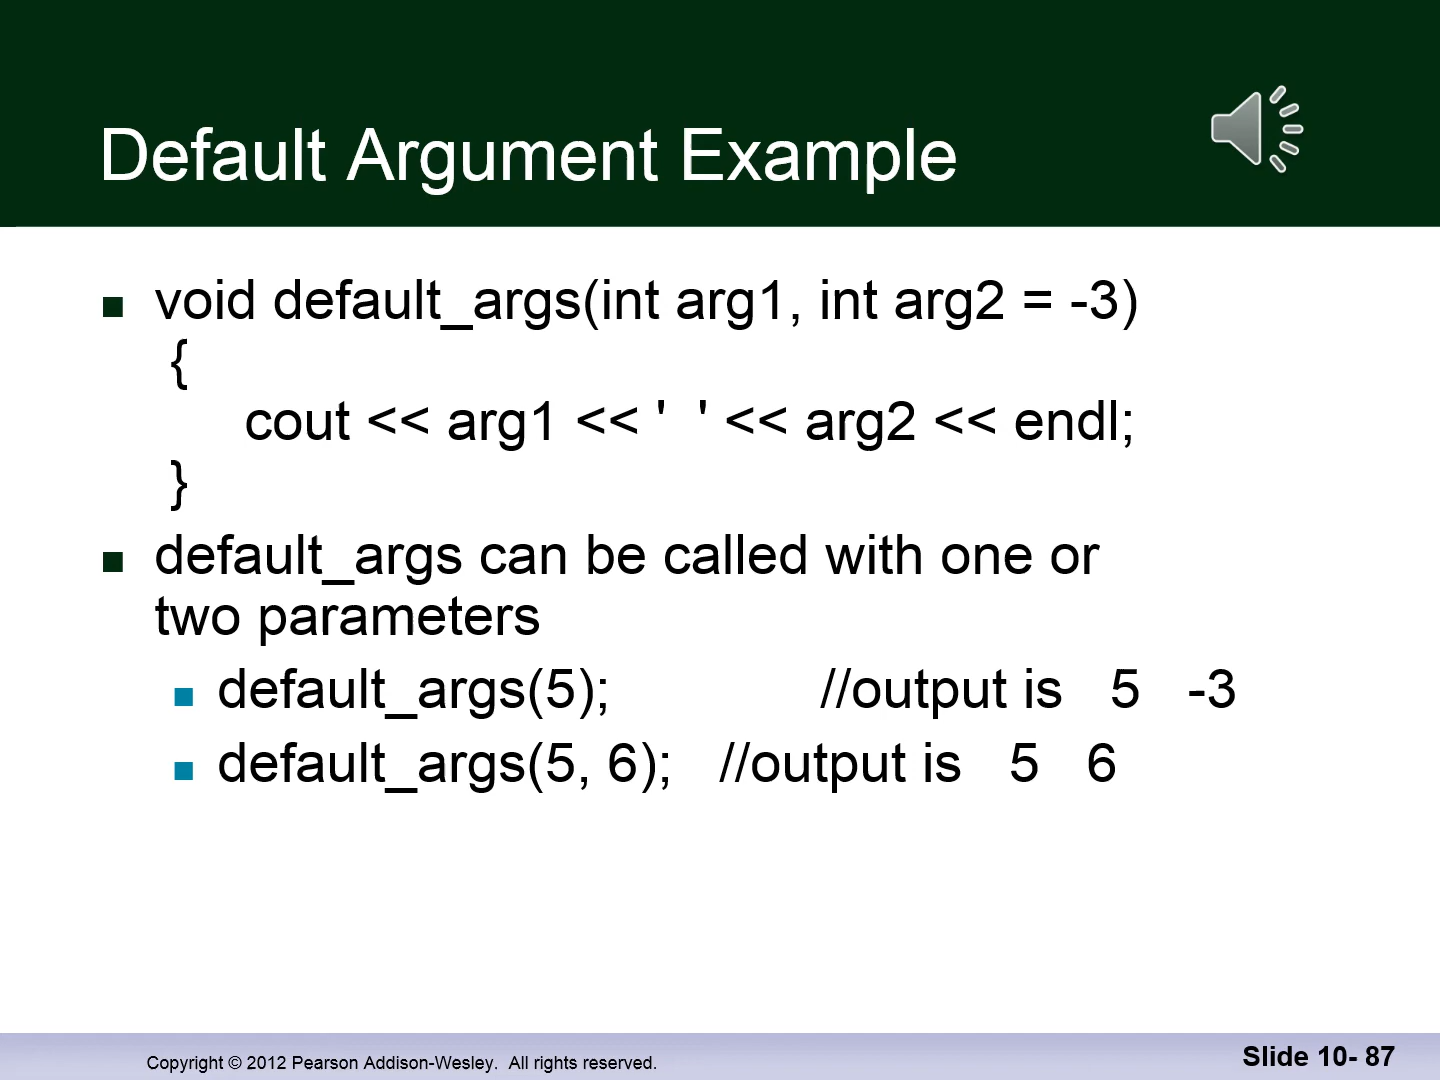 Default Argument Example
void default_args(int arg1, int arg2 = -3)
{
cout << arg1 << '  ' << arg2 << endl;
}
default_args can be called with one or
two parameters
default_args(5);             //output is   5   -3
default_args(5, 6);   //output is   5   6
Copyright © 2012 Pearson Addison-Wesley.  All rights reserved.
Slide 10- 87